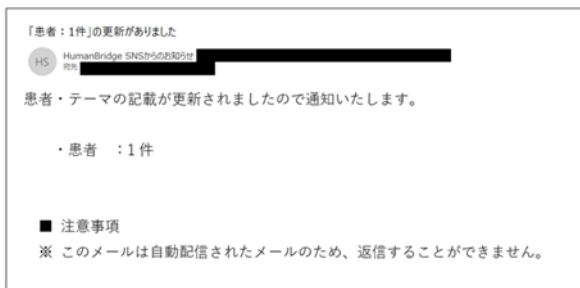 「患者：1件」の更新がありました
HS
HumanBridge SNSからのお知らせ
宛先
患者・テーマの記載が更新されましたので通知いたします。
・患者　：1件
■ 注意事項
※ このメールは自動配信されたメールのため、返信することができません。